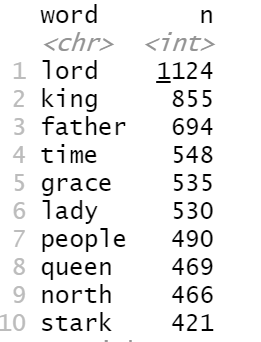 word n
<chr> <int>
1 lord 1124
2 king 855
3 father 694
4 time 548
5 grace 535
6 lady 530
7 people 490
8 queen 469
9 north 466
10 stark 421